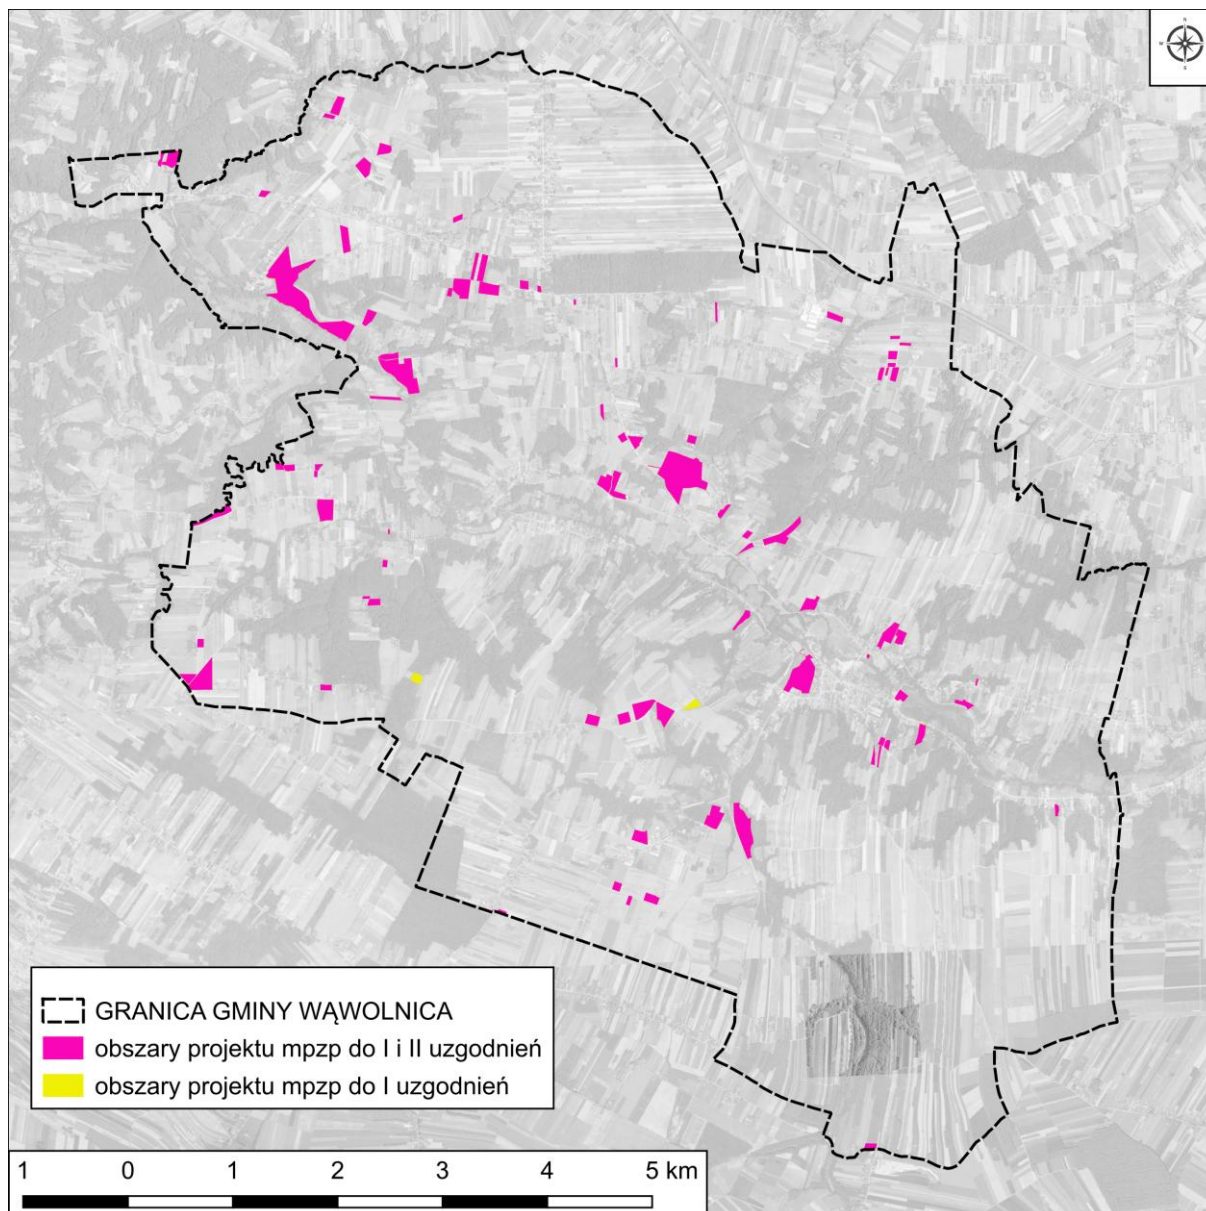 N
W
S
GRANICA GMINY WĄWOLNICA
obszary projektu mpzp do I i II uzgodnień
obszary projektu mpzp do I uzgodnień
1 0 1 2 3 4 5 km